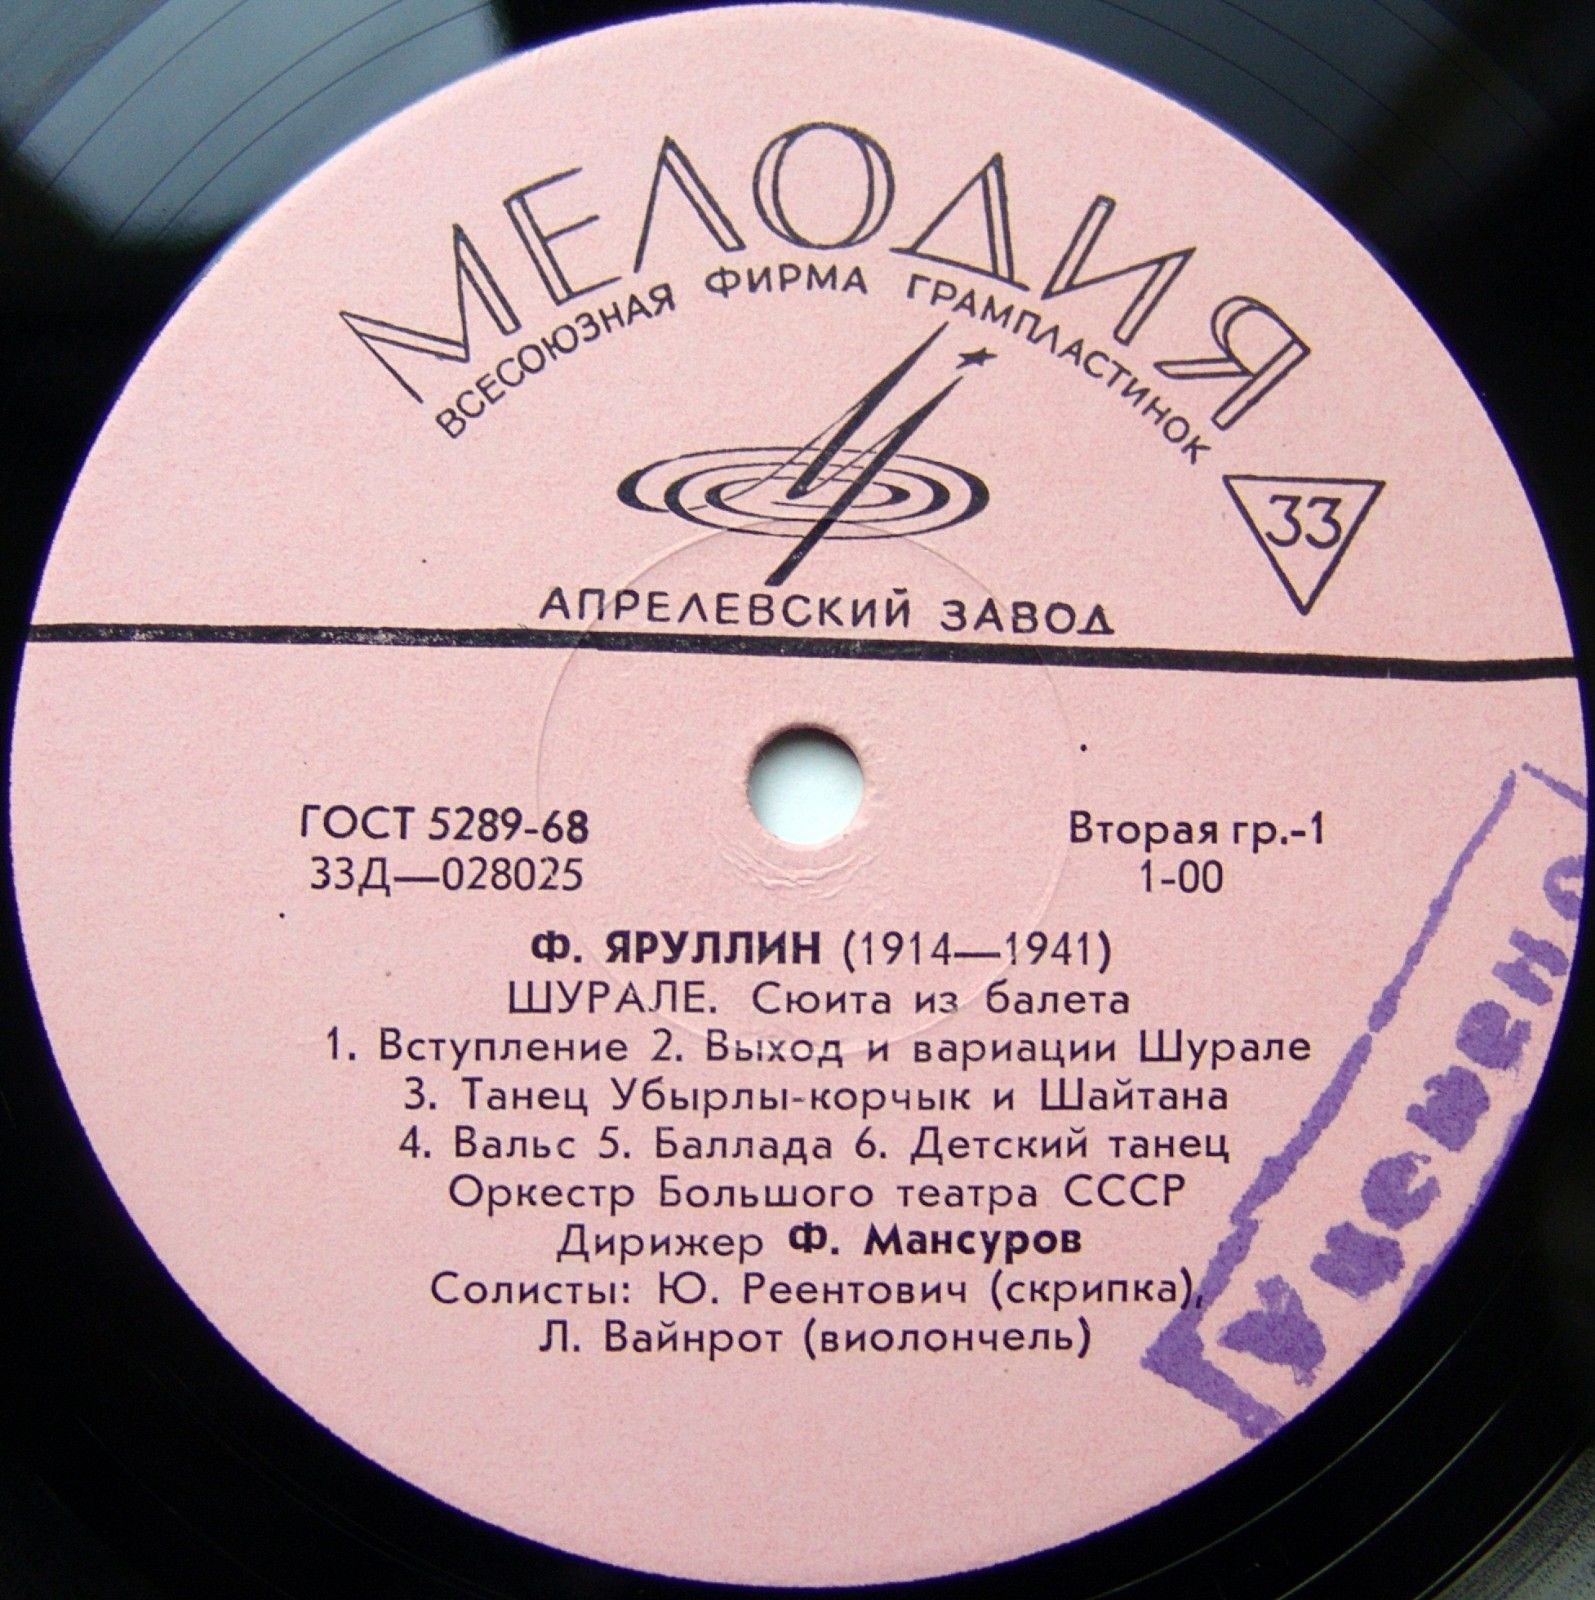 МЕЛОДИЯ
ВСЕСОЮЗНАЯ ФИРМА ГРАМПЛАСТИНОК
33
АПРЕЛЕВСКИЙ ЗАВОД
ГОСТ 5289-68
33Д—028025
Вторая гр.-1
1-00
Ф. ЯРУЛЛИН (1914—1941)
ШУРАЛЕ. Сюита из балета
1. Вступление 2. Выход и вариации Шурале
3. Танец Убырлы-корчык и Шайтана
4. Вальс 5. Баллада 6. Детский танец
Оркестр Большого театра СССР
Дирижер Ф. Мансуров
Солисты: Ю. Реентович (скрипка),
Л. Вайнрот (виолончель)